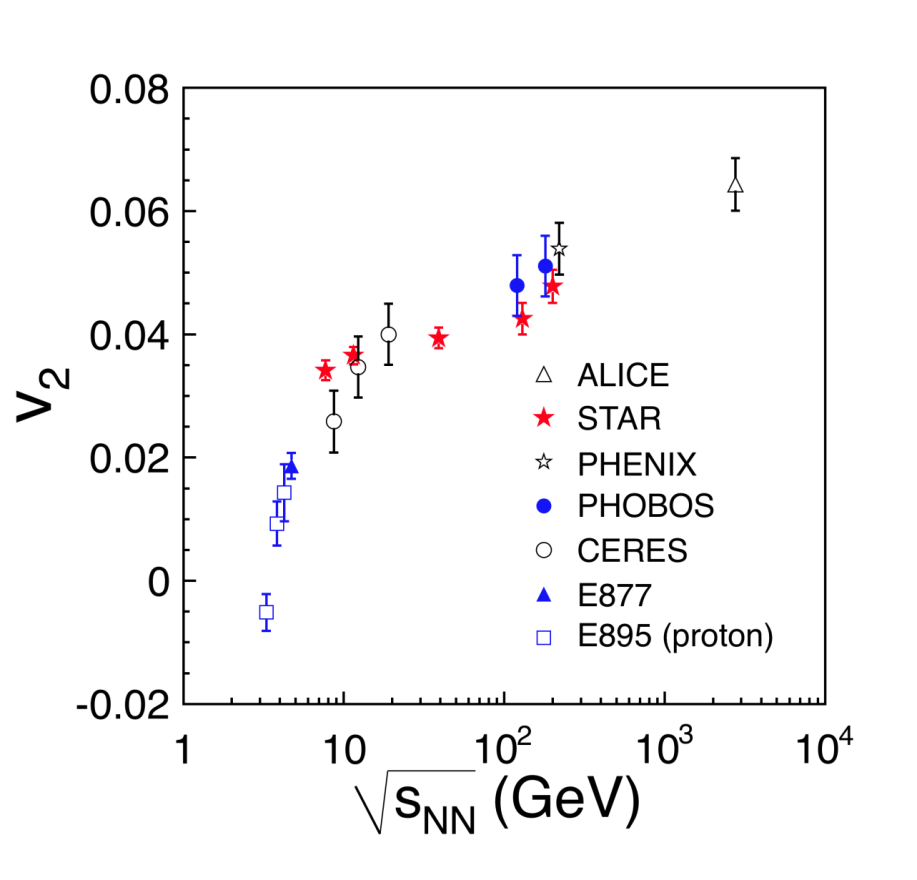 0.08
0.06
0.04
0.02
0
-0.02
v₂
ALICE
STAR
PHENIX
PHOBOS
CERES
E877
E895 (proton)
1 10 10² 10³ 10⁴
√sNN (GeV)